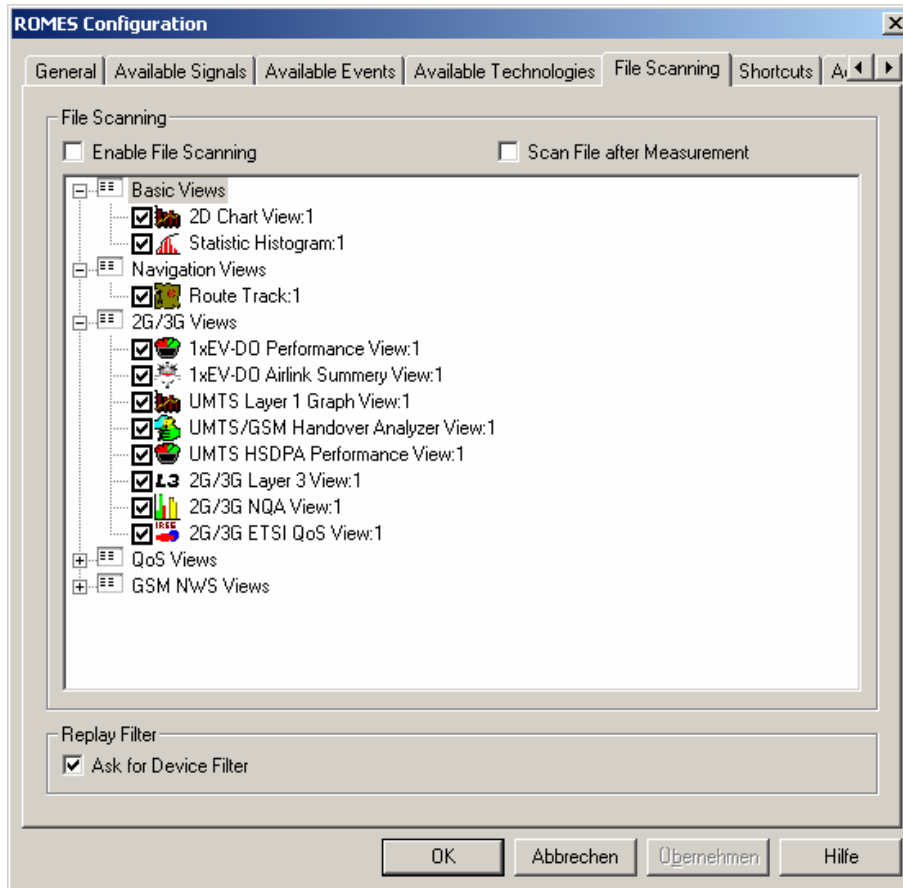 ROMES Configuration
General Available Signals Available Events Available Technologies File Scanning Shortcuts
File Scanning
Enable File Scanning Scan File after Measurement
Basic Views
2D Chart View:1
Statistic Histogram:1
Navigation Views
Route Track:1
2G/3G Views
1xEV-DO Performance View:1
1xEV-DO Airlink Summery View:1
UMTS Layer 1 Graph View:1
UMTS/GSM Handover Analyzer View:1
UMTS HSDPA Performance View:1
L3 2G/3G Layer 3 View:1
2G/3G NQA View:1
2G/3G ETSI QoS View:1
QoS Views
GSM NWS Views
Replay Filter
Ask for Device Filter
OK Abbrechen Übernehmen Hilfe